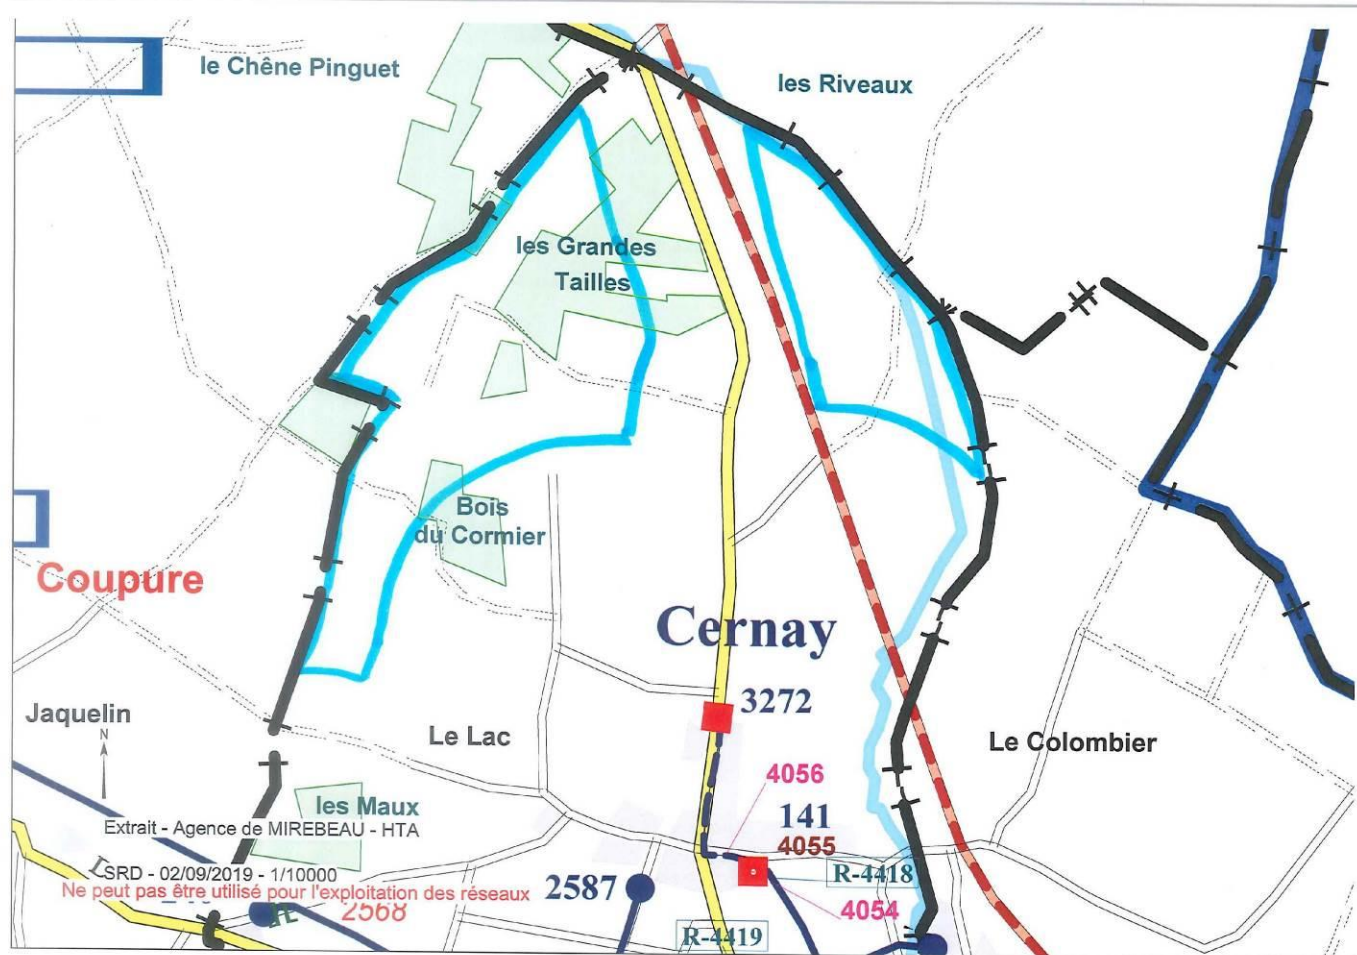 le Chêne Pinguet
les Riveaux
les Grandes
Tailles
Bois
du Cormier
Coupure
Cernay
3272
Jaquelin
N
Le Lac
Le Colombier
4056
les Maux
141
Extrait - Agence de MIREBEAU - HTA
4055
SRD - 02/09/2019 - 1/10000
R-4418
Ne peut pas être utilisé pour l'exploitation des réseaux
2587
2568
4054
R-4419